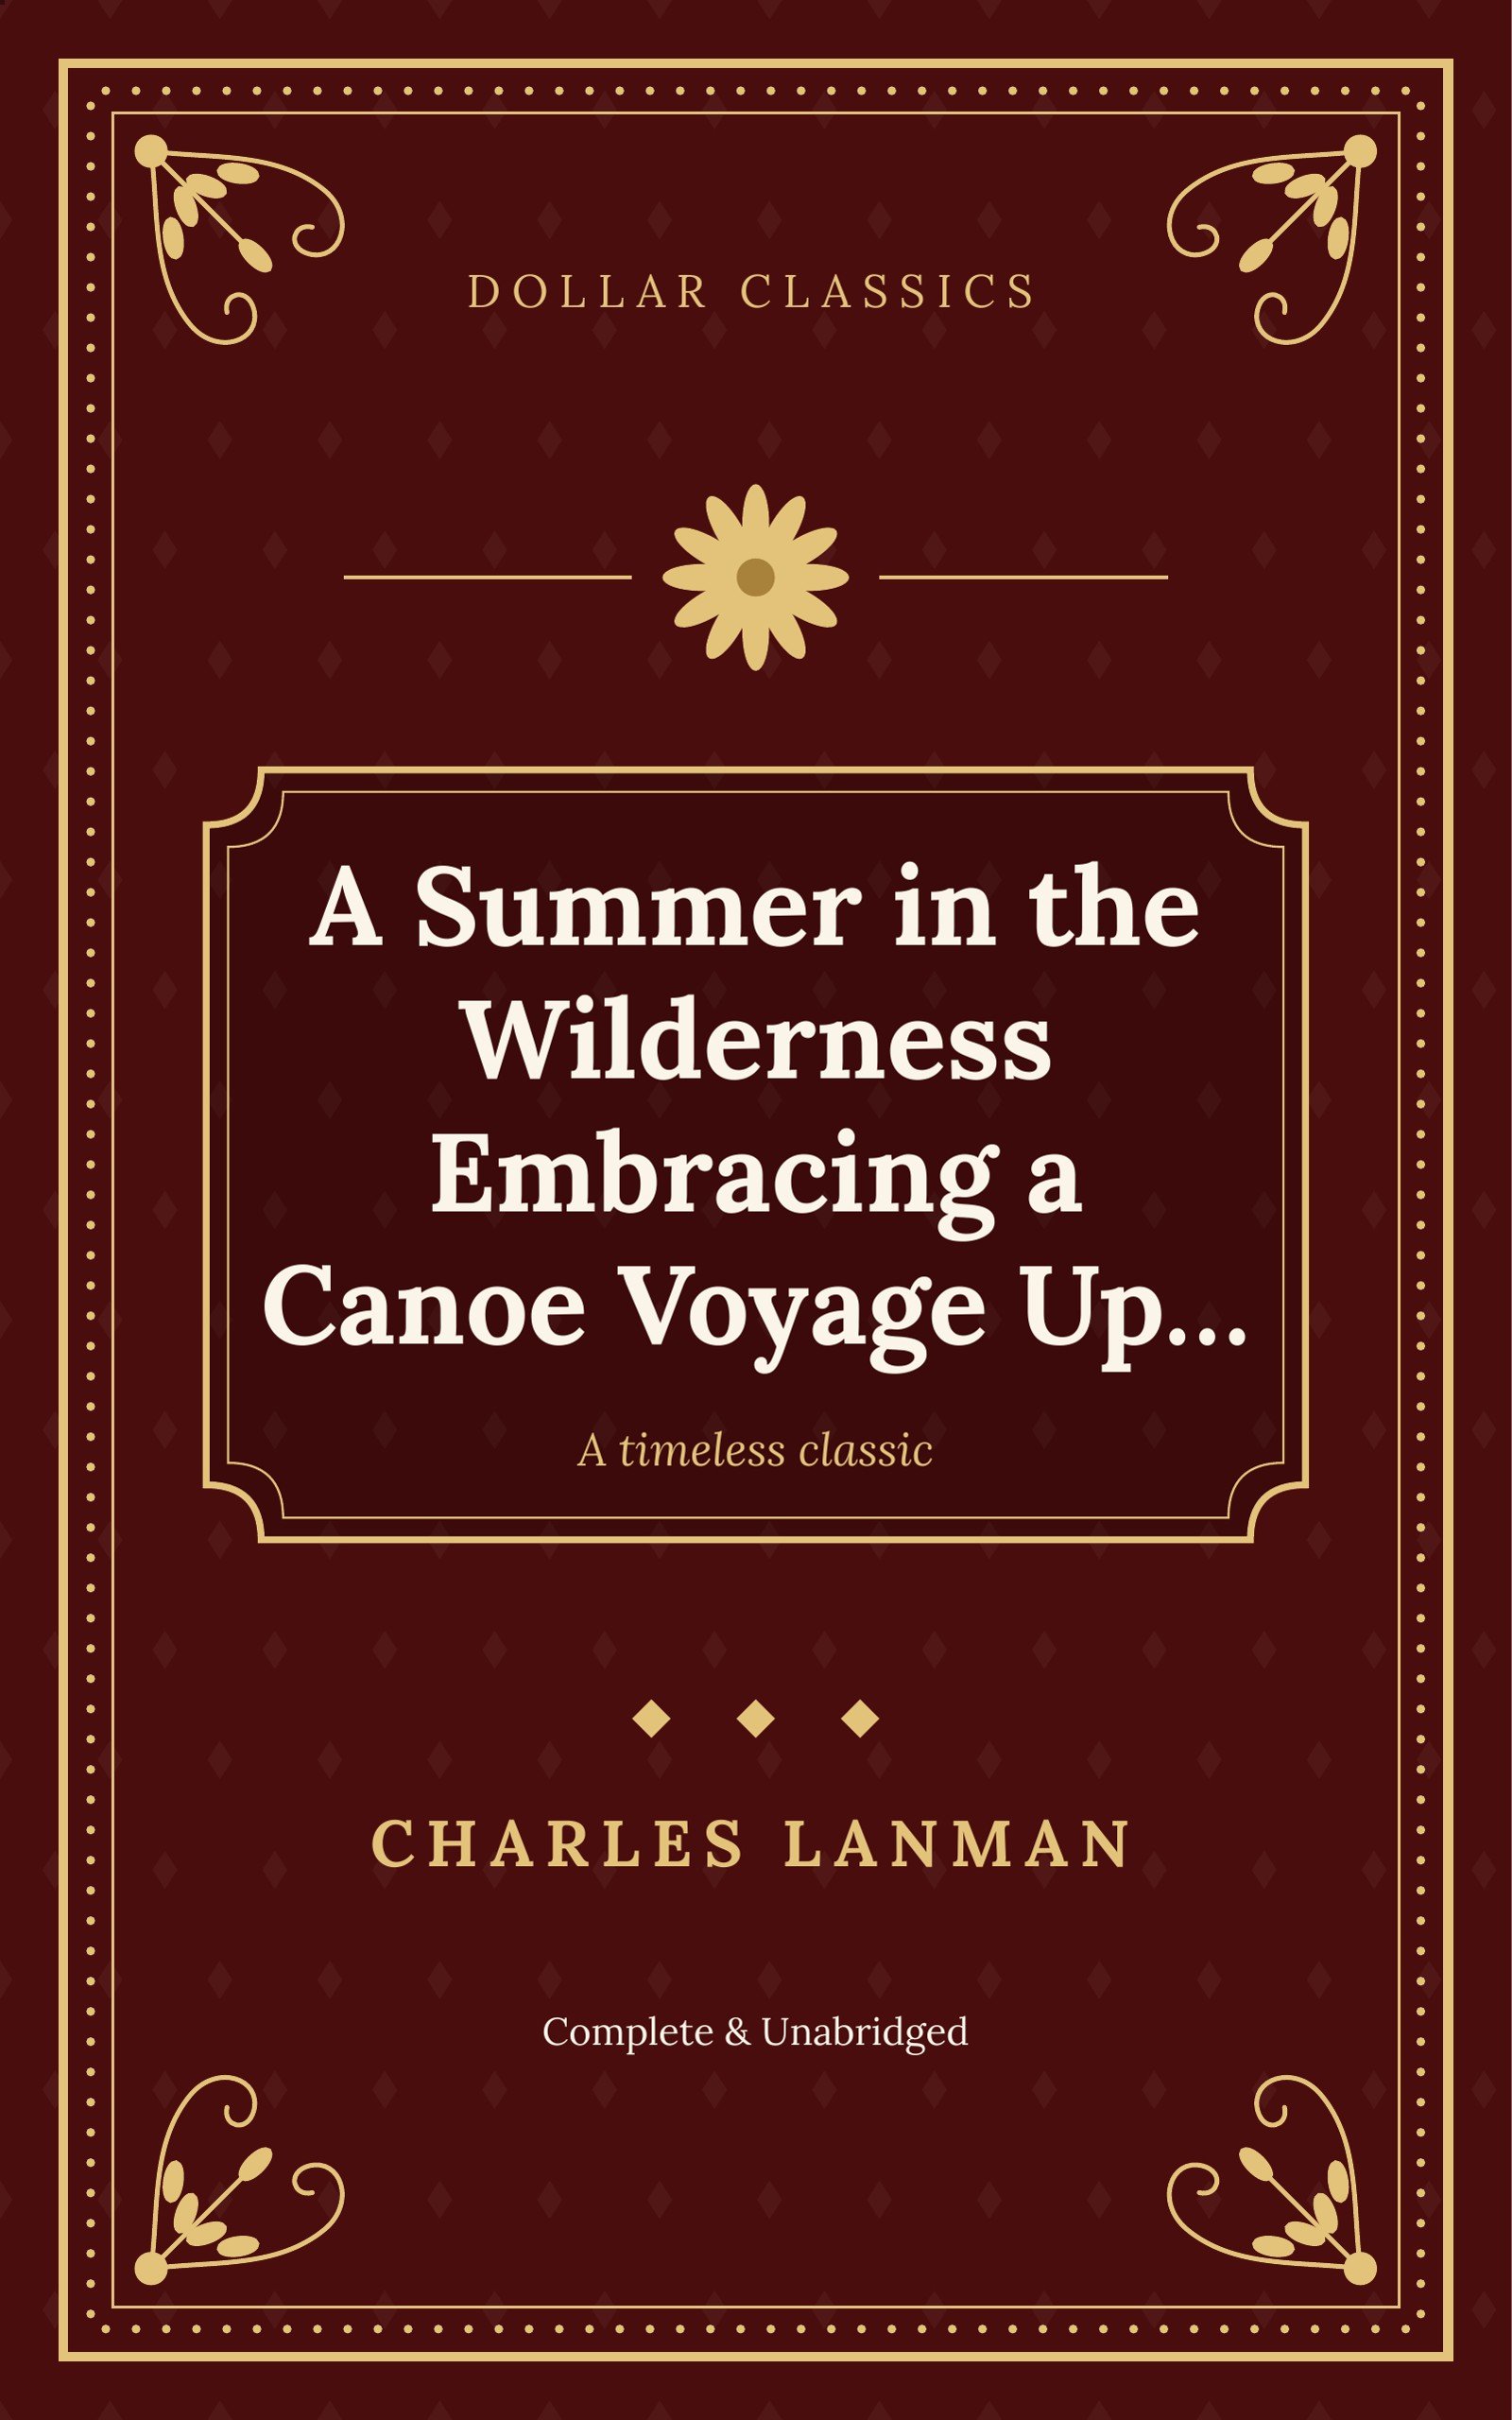 DOLLAR CLASSICS
A Summer in the
Wilderness
Embracing a
Canoe Voyage Up...
A timeless classic
CHARLES LANMAN
Complete & Unabridged